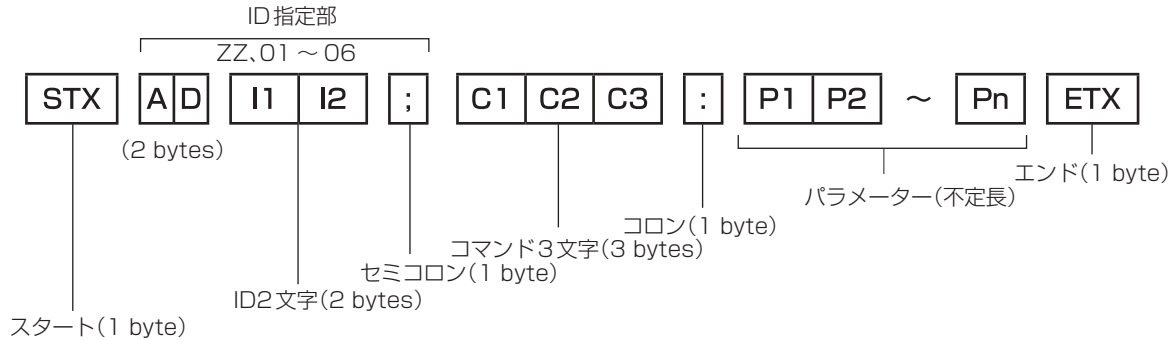 ID指定部
ZZ、01～06
STX A D I1 I2 ; C1 C2 C3 : P1 P2 ～ Pn ETX
(2 bytes)
エンド(1 byte)
パラメーター(不定長)
コロン(1 byte)
コマンド3文字(3 bytes)
セミコロン(1 byte)
ID2文字(2 bytes)
スタート(1 byte)